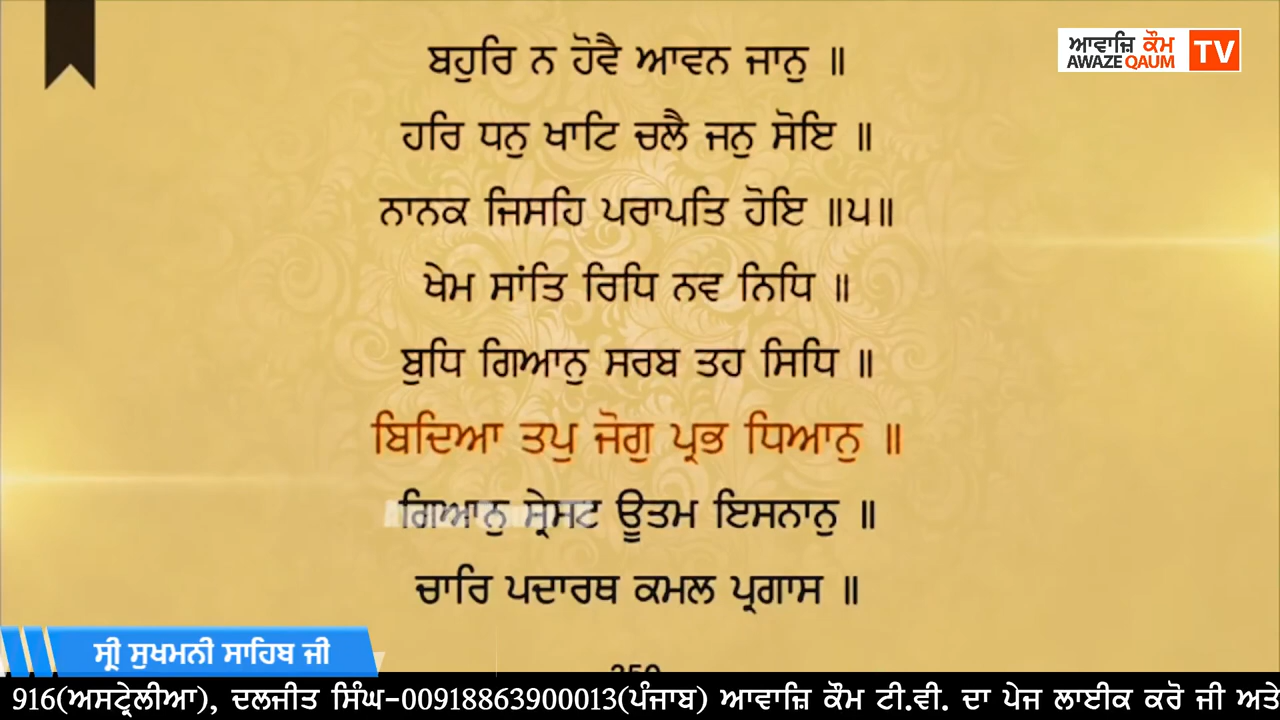 ਆਵਾਜ਼ਿ ਕੌਮ
AWAZE QAUM
TV
ਬਹੁਰਿ ਨ ਹੋਵੈ ਆਵਨ ਜਾਨੁ ॥
ਹਰਿ ਧਨੁ ਖਾਟਿ ਚਲੈ ਜਨੁ ਸੋਇ ॥
ਨਾਨਕ ਜਿਸਹਿ ਪਰਾਪਤਿ ਹੋਇ ॥੫॥
ਖੇਮ ਸਾਂਤਿ ਰਿਧਿ ਨਵ ਨਿਧਿ ॥
ਬੁਧਿ ਗਿਆਨੁ ਸਰਬ ਤਹ ਸਿਧਿ ॥
ਬਿਦਿਆ ਤਪੁ ਜੋਗੁ ਪ੍ਰਭ ਧਿਆਨੁ ॥
ਗਿਆਨੁ ਸ੍ਰੇਸਟ ਊਤਮ ਇਸਨਾਨੁ ॥
ਚਾਰਿ ਪਦਾਰਥ ਕਮਲ ਪ੍ਰਗਾਸ ॥
ਸ੍ਰੀ ਸੁਖਮਨੀ ਸਾਹਿਬ ਜੀ
916(ਅਸਟ੍ਰੇਲੀਆ), ਦਲਜੀਤ ਸਿੰਘ-00918863900013(ਪੰਜਾਬ) ਆਵਾਜ਼ਿ ਕੌਮ ਟੀ.ਵੀ. ਦਾ ਪੇਜ ਲਾਈਕ ਕਰੋ ਜੀ ਅਤੇ